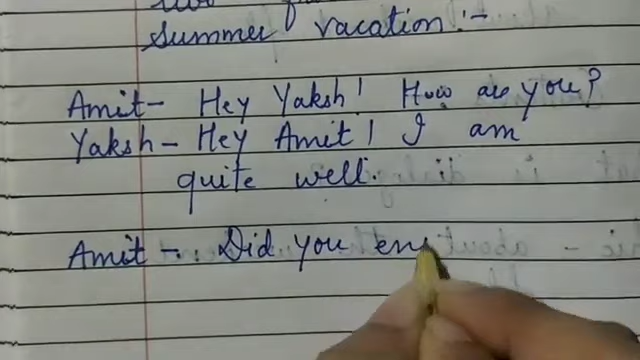 summer vacation :-
Amit- Hey Yaksh! How are you?
Yaksh - Hey Amit! I am
quite well.
Amit -. Did you en